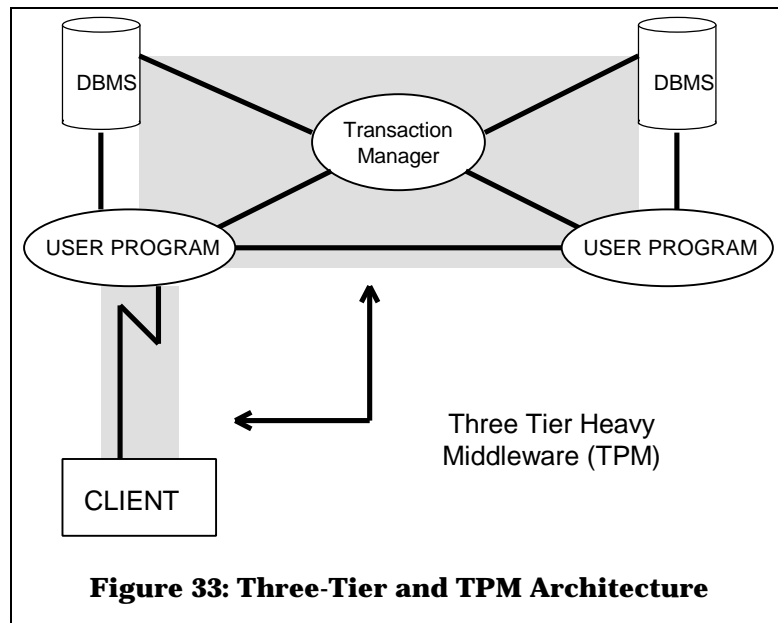 DBMS
DBMS
Transaction
Manager
USER PROGRAM
USER PROGRAM
Three Tier Heavy
Middleware (TPM)
CLIENT
Figure 33: Three-Tier and TPM Architecture